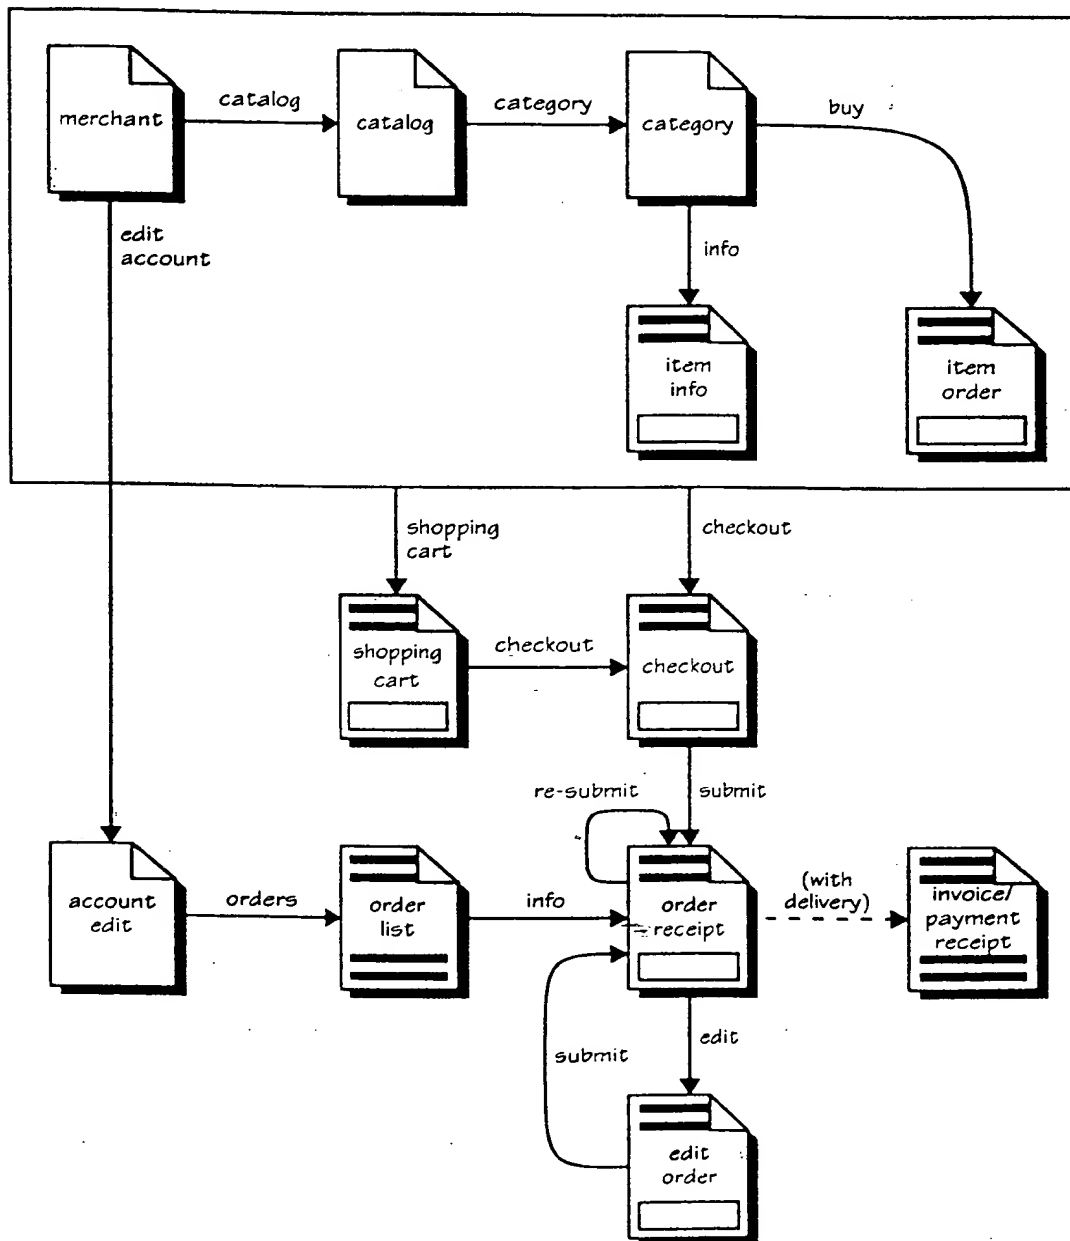 merchant
catalog
catalog
category
category
buy
edit
account
info
item
info
item
order
shopping
cart
checkout
shopping
cart
checkout
checkout
re-submit
submit
account
edit
orders
order
list
info
order
receipt
(with
delivery)
invoice/
payment
receipt
submit
edit
edit
order